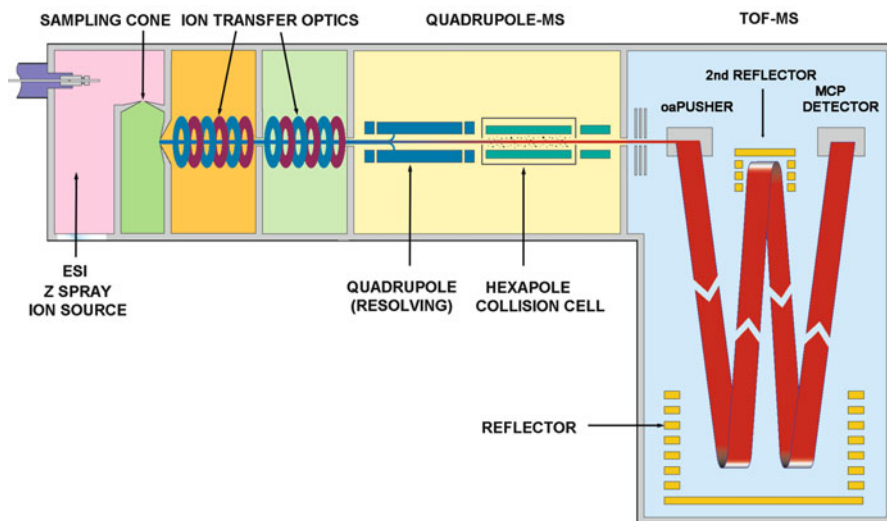 SAMPLING CONE
ION TRANSFER OPTICS
QUADRUPOLE-MS
TOF-MS
2nd REFLECTOR
oaPUSHER
MCP
DETECTOR
ESI
Z SPRAY
ION SOURCE
QUADRUPOLE
(RESOLVING)
HEXAPOLE
COLLISION CELL
REFLECTOR